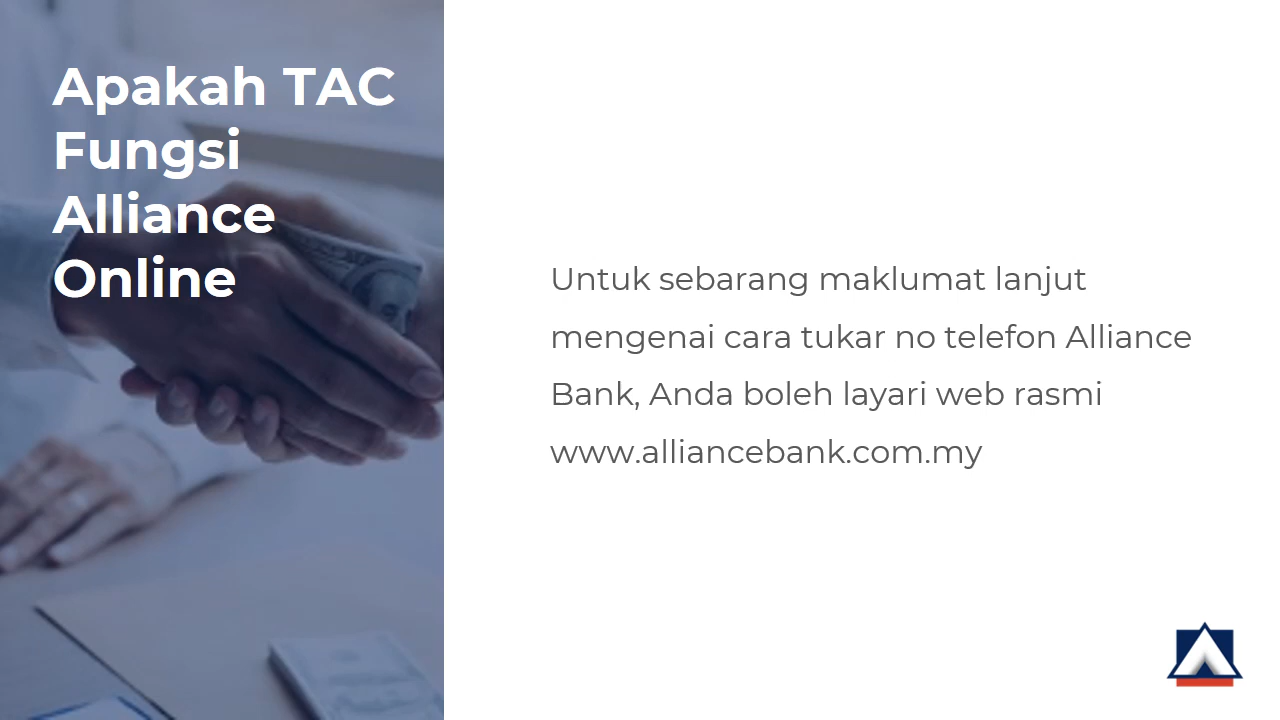 Apakah TAC
Fungsi
Alliance
Online
Untuk sebarang maklumat lanjut
mengenai cara tukar no telefon Alliance
Bank, Anda boleh layari web rasmi
www.alliancebank.com.my